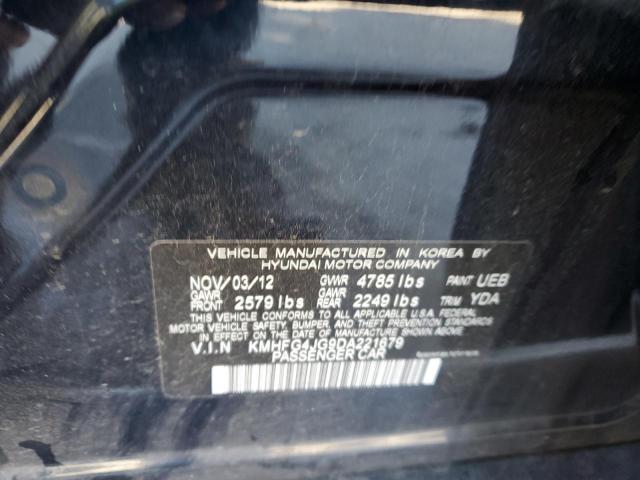 VEHICLE MANUFACTURED IN KOREA BY
HYUNDAI MOTOR COMPANY
NOV/03/12 GVWR 4785 lbs PAINT UEB
GAWR FRONT 2579 lbs GAWR REAR 2249 lbs TRIM YDA
THIS VEHICLE CONFORMS TO ALL APPLICABLE U.S.A. FEDERAL
MOTOR VEHICLE SAFETY, BUMPER, AND THEFT PREVENTION
STANDARDS IN EFFECT ON THE DATE OF MANUFACTURE SHOWN ABOVE.
V.I.N KMHFG4JG9DA221679
PASSENGER CAR